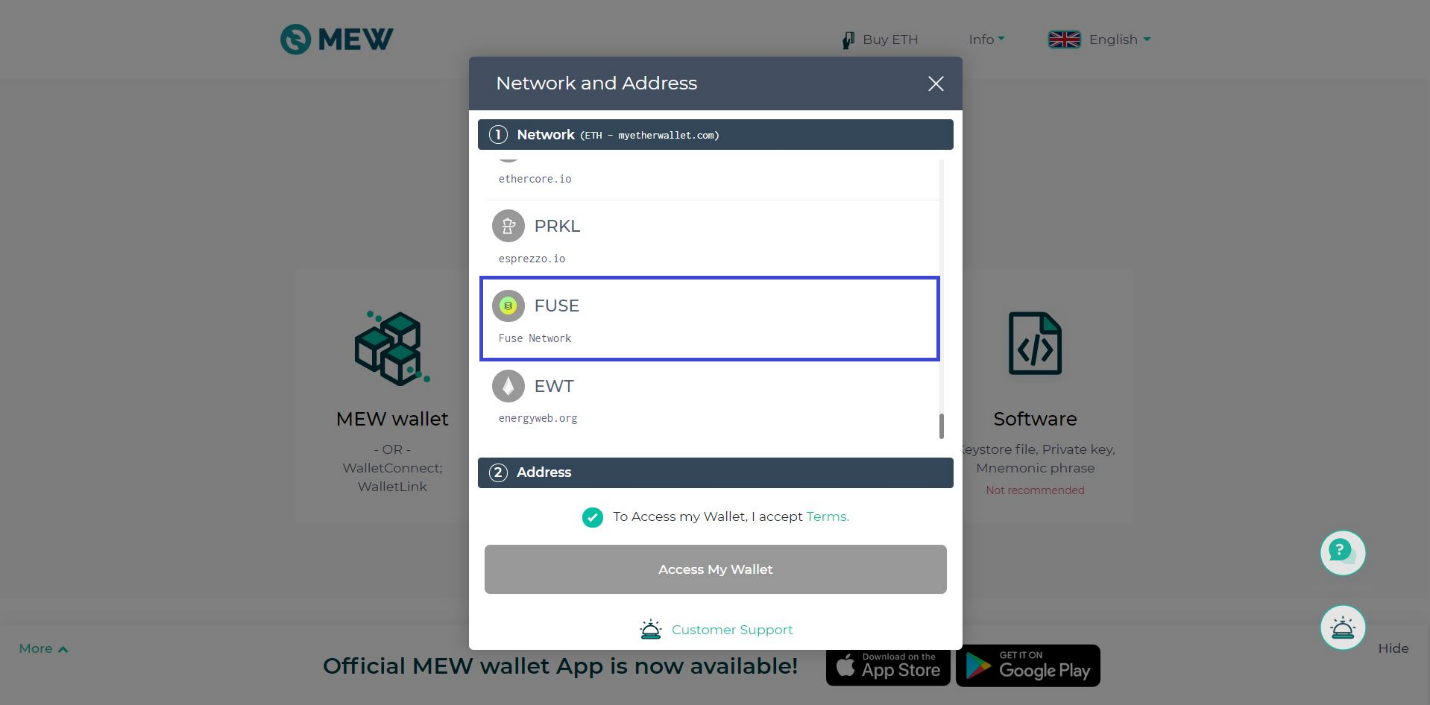 MEW
Buy ETH
Info
English
Network and Address
1 Network (ETH - myetherwallet.com)
ethercore.io
PRKL
esprezzo.io
FUSE
Fuse Network
EWT
energyweb.org
MEW wallet
- OR -
WalletConnect;
WalletLink
Software
Keystore file, Private key,
Mnemonic phrase
Not recommended
2 Address
To Access my Wallet, I accept Terms.
Access My Wallet
?
Customer Support
More
Official MEW wallet App is now available!
Download on the
App Store
GET IT ON
Google Play
Hide